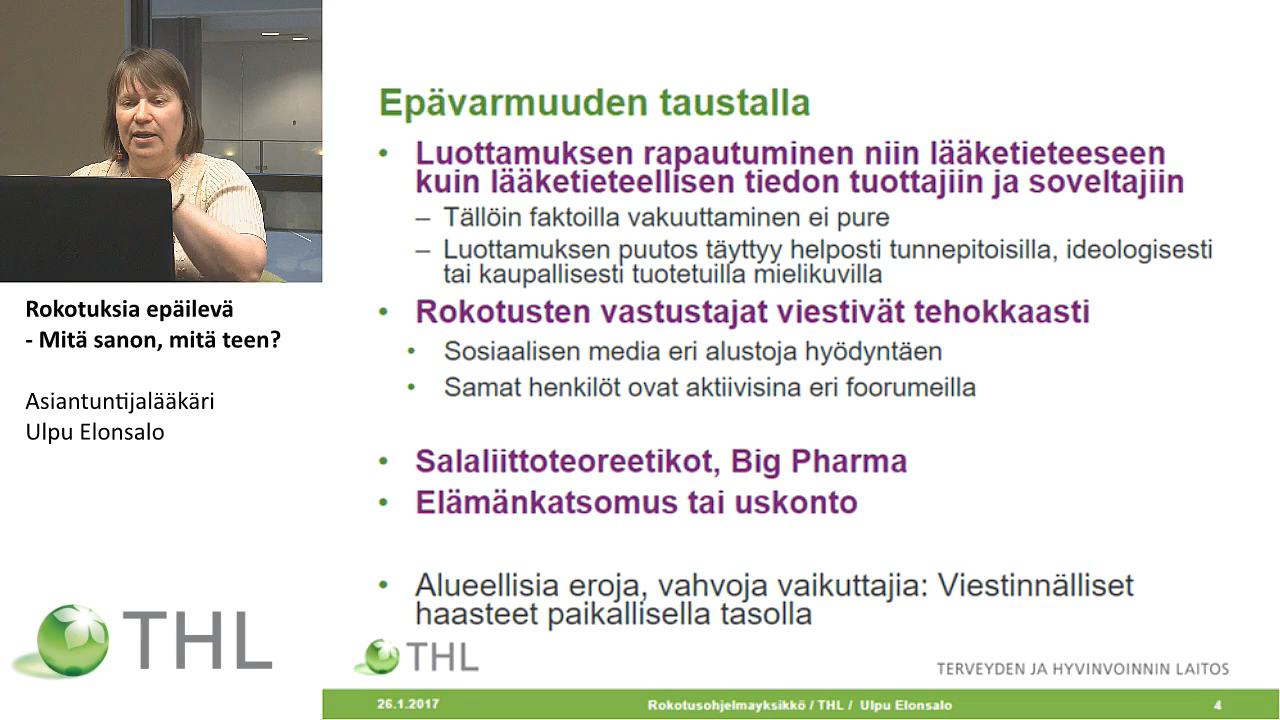 Rokotuksia epäilevä
- Mitä sanon, mitä teen?
Asiantuntijalääkäri
Ulpu Elonsalo
THL
Epävarmuuden taustalla
• Luottamuksen rapautuminen niin lääketieteeseen
kuin lääketieteellisen tiedon tuottajiin ja soveltajiin
– Tällöin faktoilla vakuuttaminen ei pure
– Luottamuksen puutos täyttyy helposti tunnepitoisilla, ideologisesti
tai kaupallisesti tuotetuilla mielikuvilla
• Rokotusten vastustajat viestivät tehokkaasti
• Sosiaalisen media eri alustoja hyödyntäen
• Samat henkilöt ovat aktiivisina eri foorumeilla
• Salaliittoteoreetikot, Big Pharma
• Elämänkatsomus tai uskonto
• Alueellisia eroja, vahvoja vaikuttajia: Viestinnälliset
haasteet paikallisella tasolla
THL
TERVEYDEN JA HYVINVOINNIN LAITOS
26.1.2017
Rokotusohjelmayksikkö / THL / Ulpu Elonsalo
4